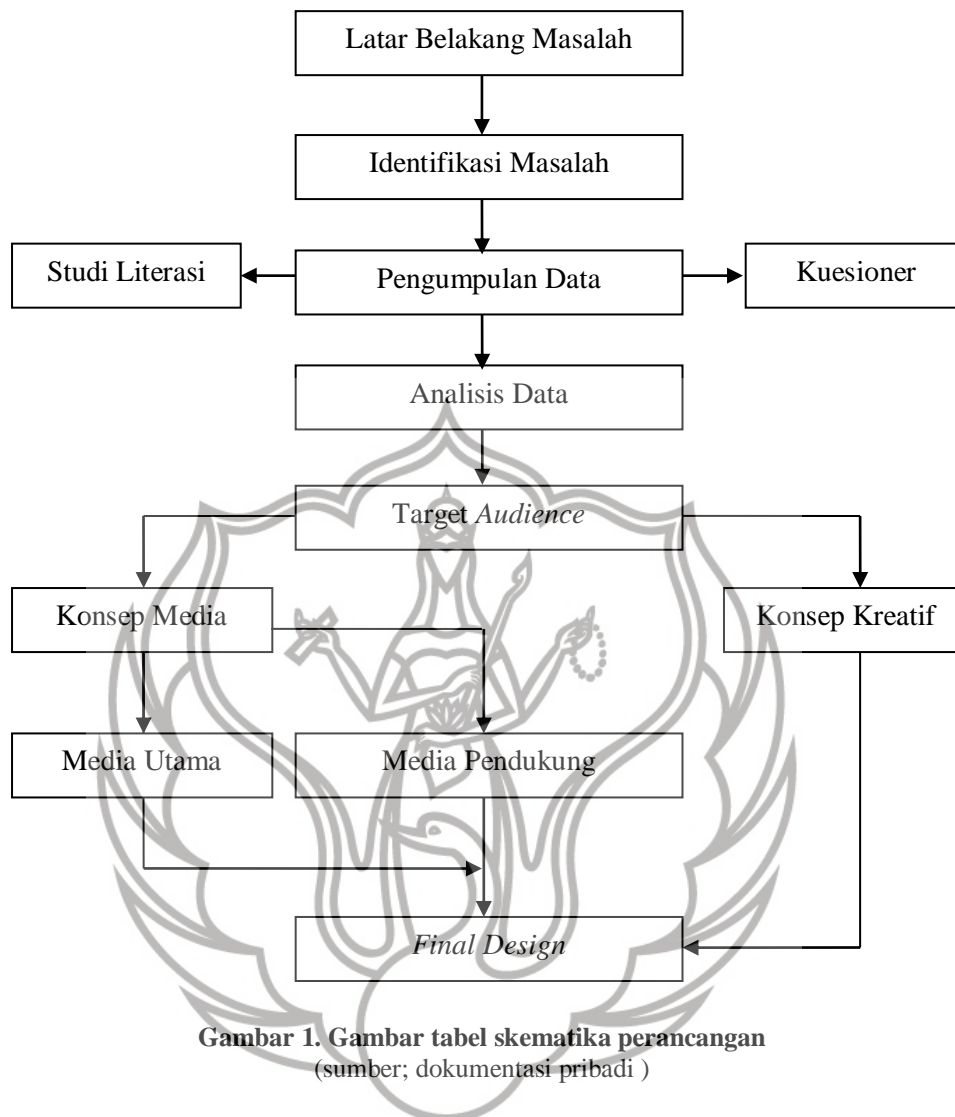 Latar Belakang Masalah
Identifikasi Masalah
Studi Literasi
Pengumpulan Data
Kuesioner
Analisis Data
Target Audience
Konsep Media
Konsep Kreatif
Media Utama
Media Pendukung
Final Design
Gambar 1. Gambar tabel skematika perancangan
(sumber; dokumentasi pribadi )